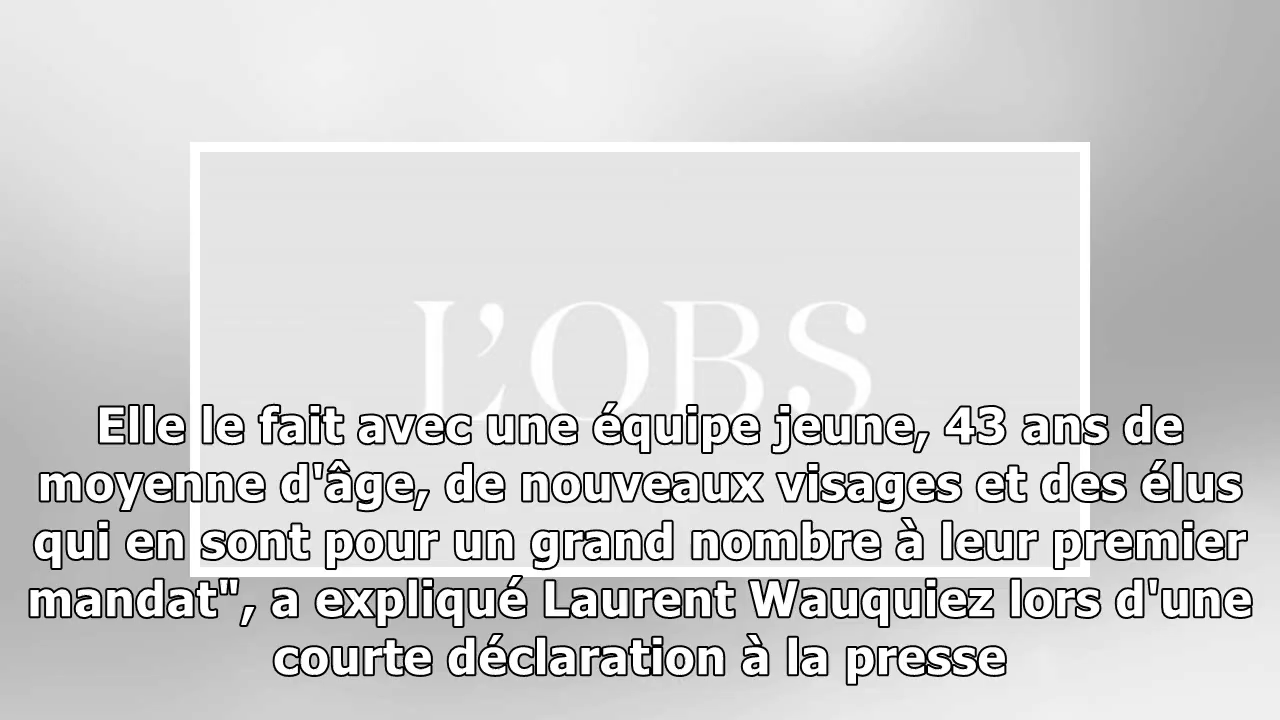 L'OBS
Elle le fait avec une équipe jeune, 43 ans de
moyenne d'âge, de nouveaux visages et des élus
qui en sont pour un grand nombre à leur premier
mandat", a expliqué Laurent Wauquiez lors d'une
courte déclaration à la presse